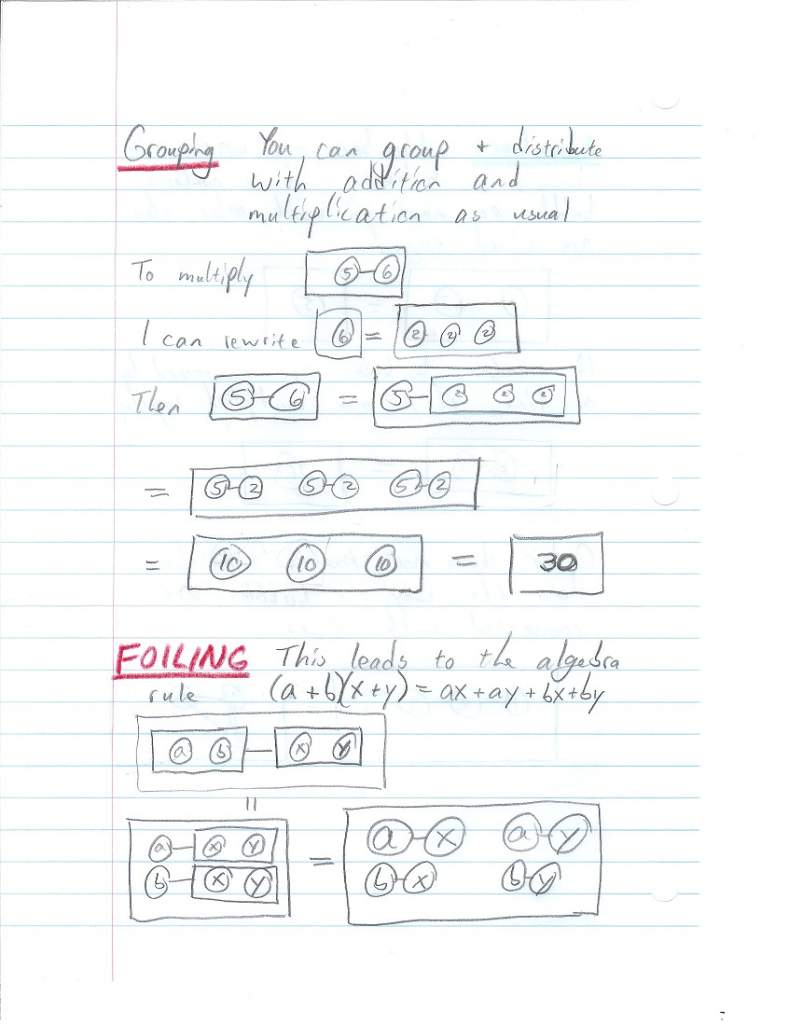 Grouping You can group + distribute
with addition and
multiplication as usual
To multiply 5 6
I can rewrite 6 = 2 2 2
Then 5 6 = 5 2 2 2
= 5 2 5 2 5 2
= 10 10 10 = 30
FOILING This leads to the algebra
rule (a + b)(x + y) = ax + ay + bx + by
a b x y
=
a x y
b x y
= a x a y
b x b y